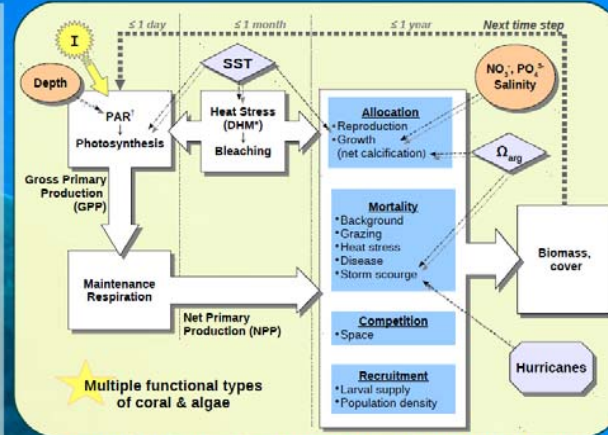 ≤ 1 day
≤ 1 month
≤ 1 year
Next time step
I
Depth
SST
NO₃⁻, PO₄³⁻
Salinity
PAR†
Photosynthesis
Heat Stress
(DHM*)
Bleaching
Allocation
•Reproduction
•Growth
(net calcification)
Ωarg
Gross Primary
Production
(GPP)
Mortality
•Background
•Grazing
•Heat stress
•Disease
•Storm scourge
Biomass,
cover
Maintenance
Respiration
Net Primary
Production (NPP)
Competition
•Space
Hurricanes
Recruitment
•Larval supply
•Population density
Multiple functional types
of coral & algae